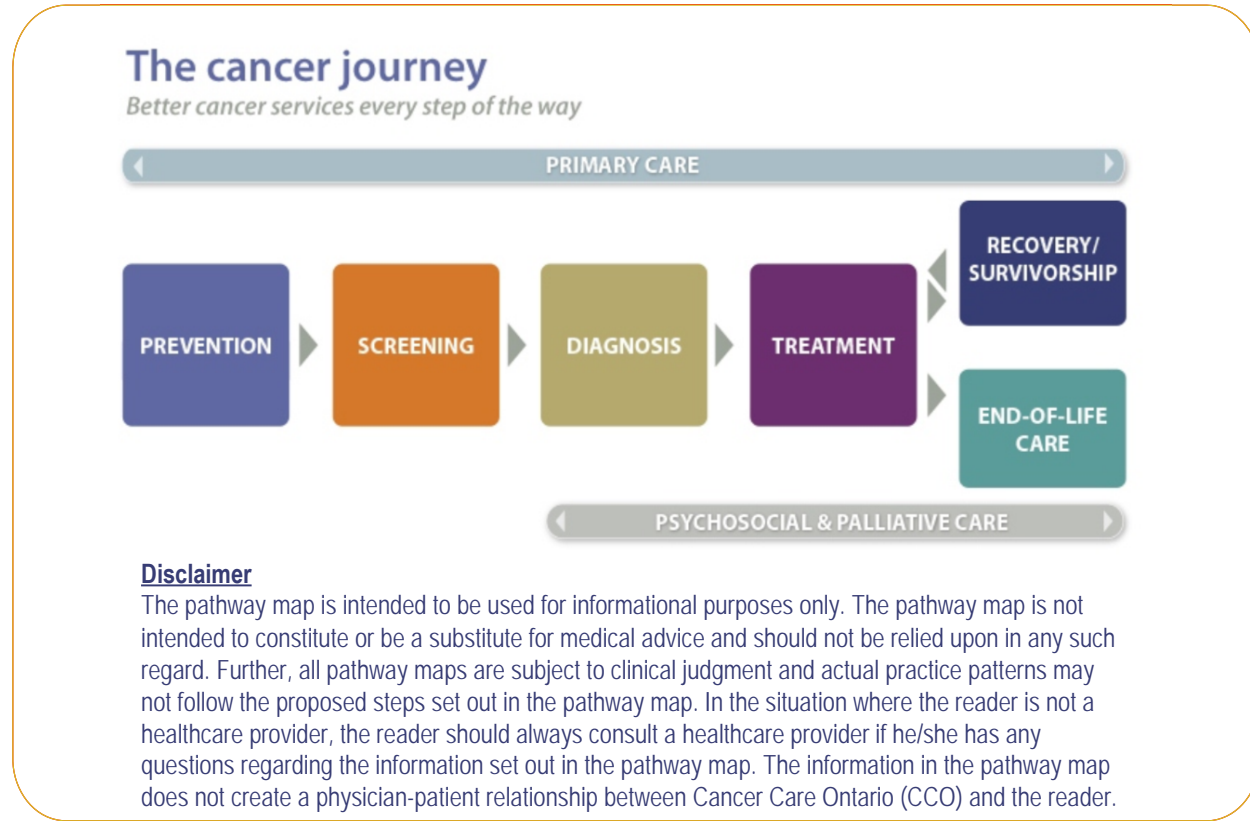 The cancer journey
Better cancer services every step of the way
PRIMARY CARE
PREVENTION
SCREENING
DIAGNOSIS
TREATMENT
RECOVERY/
SURVIVORSHIP
END-OF-LIFE
CARE
PSYCHOSOCIAL & PALLIATIVE CARE
Disclaimer
The pathway map is intended to be used for informational purposes only. The pathway map is not
intended to constitute or be a substitute for medical advice and should not be relied upon in any such
regard. Further, all pathway maps are subject to clinical judgment and actual practice patterns may
not follow the proposed steps set out in the pathway map. In the situation where the reader is not a
healthcare provider, the reader should always consult a healthcare provider if he/she has any
questions regarding the information set out in the pathway map. The information in the pathway map
does not create a physician-patient relationship between Cancer Care Ontario (CCO) and the reader.